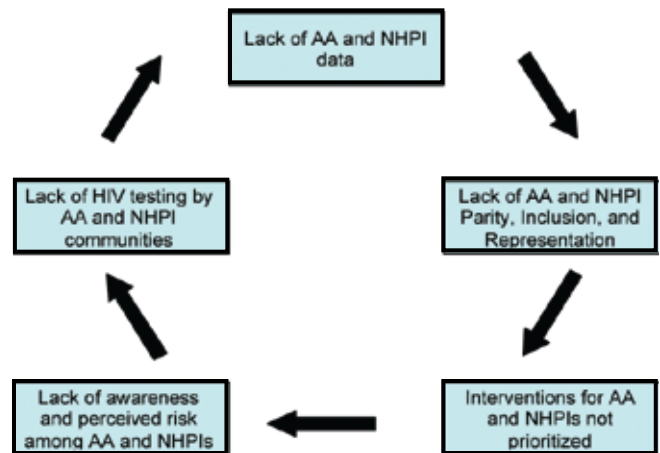 Lack of AA and NHPI
data
Lack of AA and NHPI
Parity, Inclusion, and
Representation
Interventions for AA
and NHPIs not
prioritized
Lack of awareness
and perceived risk
among AA and NHPIs
Lack of HIV testing by
AA and NHPI
communities